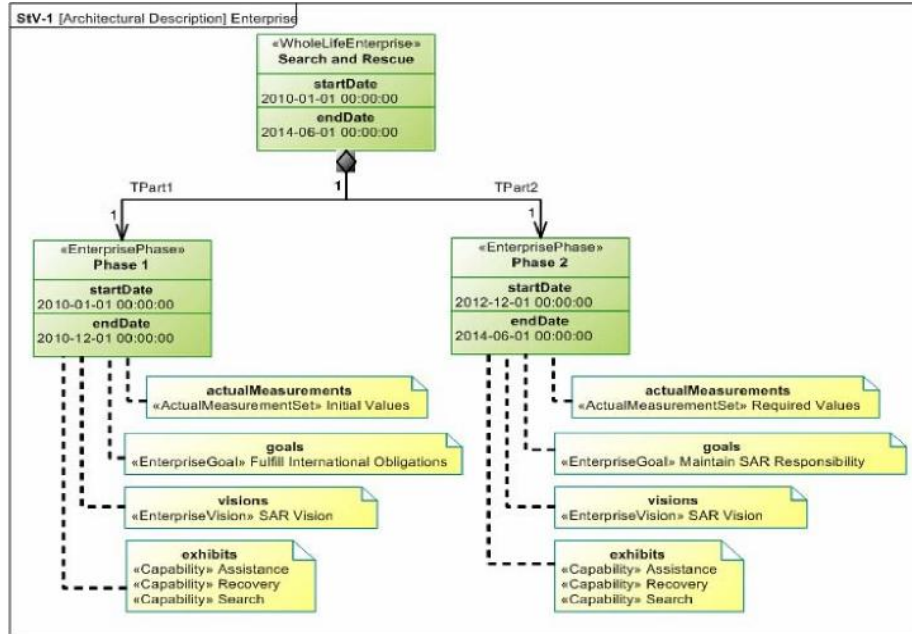 StV-1 [Architectural Description] Enterprise
«WholeLifeEnterprise»
Search and Rescue
startDate
2010-01-01 00:00:00
endDate
2014-06-01 00:00:00
1
TPart1
TPart2
1
1
«EnterprisePhase»
Phase 1
startDate
2010-01-01 00:00:00
endDate
2010-12-01 00:00:00
actualMeasurements
«ActualMeasurementSet» Initial Values
goals
«EnterpriseGoal» Fulfill International Obligations
visions
«EnterpriseVision» SAR Vision
exhibits
«Capability» Assistance
«Capability» Recovery
«Capability» Search
«EnterprisePhase»
Phase 2
startDate
2012-12-01 00:00:00
endDate
2014-06-01 00:00:00
actualMeasurements
«ActualMeasurementSet» Required Values
goals
«EnterpriseGoal» Maintain SAR Responsibility
visions
«EnterpriseVision» SAR Vision
exhibits
«Capability» Assistance
«Capability» Recovery
«Capability» Search